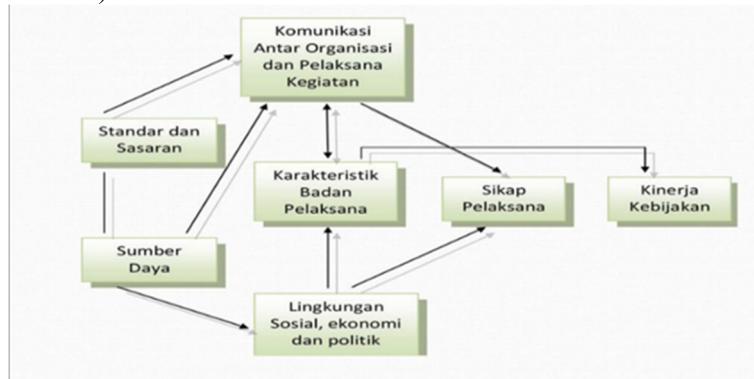 Komunikasi
Antar Organisasi
dan Pelaksana
Kegiatan
Standar dan
Sasaran
Karakteristik
Badan
Pelaksana
Sikap
Pelaksana
Kinerja
Kebijakan
Sumber
Daya
Lingkungan
Sosial, ekonomi
dan politik